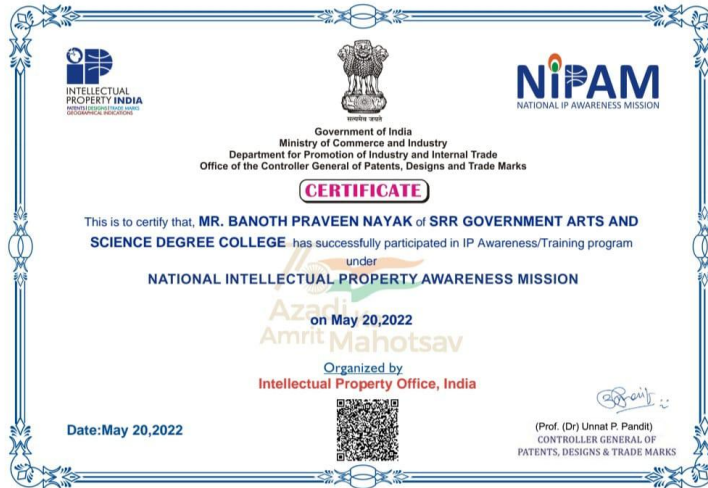 INTELLECTUAL
PROPERTY INDIA
PATENTS | DESIGNS | TRADE MARKS
GEOGRAPHICAL INDICATIONS
सत्यमेव जयते
NIPAM
NATIONAL IP AWARENESS MISSION
Government of India
Ministry of Commerce and Industry
Department for Promotion of Industry and Internal Trade
Office of the Controller General of Patents, Designs and Trade Marks
CERTIFICATE
This is to certify that, MR. BANOTH PRAVEEN NAYAK of SRR GOVERNMENT ARTS AND
SCIENCE DEGREE COLLEGE has successfully participated in IP Awareness/Training program
under
NATIONAL INTELLECTUAL PROPERTY AWARENESS MISSION
Azadi Ka
Amrit Mahotsav
on May 20,2022
Organized by
Intellectual Property Office, India
Date:May 20,2022
(Prof. (Dr) Unnat P. Pandit)
CONTROLLER GENERAL OF
PATENTS, DESIGNS & TRADE MARKS